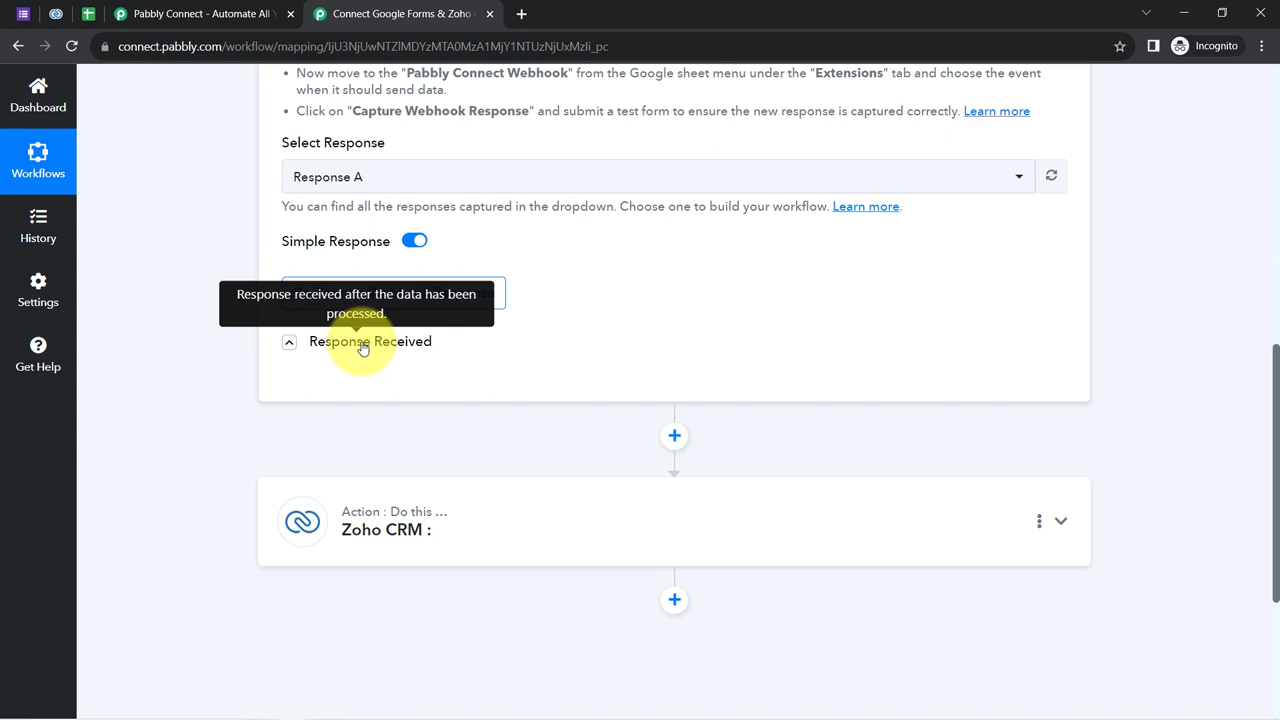 Pabbly Connect - Automate All Y
Connect Google Forms & Zoho
connect.pabbly.com/workflow/mapping/IjU3NjUwNTZlMDYzMTA0MzA1MjY1NTUzNjUxMzIi_pc
Incognito
Dashboard
Workflows
History
Settings
Get Help
Now move to the "Pabbly Connect Webhook" from the Google sheet menu under the "Extensions" tab and choose the event
when it should send data.
Click on "Capture Webhook Response" and submit a test form to ensure the new response is captured correctly. Learn more
Select Response
Response A
You can find all the responses captured in the dropdown. Choose one to build your workflow. Learn more.
Simple Response
Response received after the data has been
processed.
Response Received
Action : Do this ...
Zoho CRM :